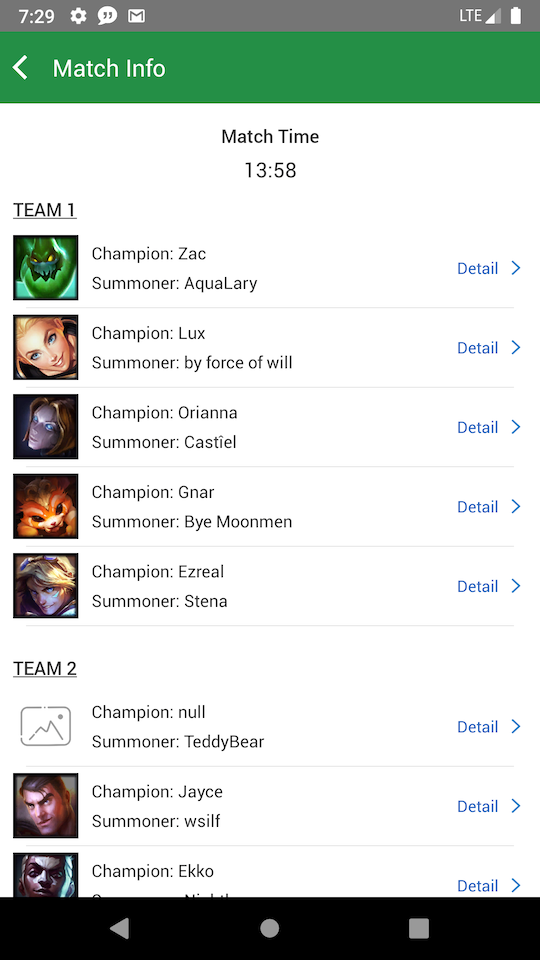 7:29 LTE
Match Info
Match Time
13:58
TEAM 1
Champion: Zac
Summoner: AquaLary
Detail
Champion: Lux
Summoner: by force of will
Detail
Champion: Orianna
Summoner: Castîel
Detail
Champion: Gnar
Summoner: Bye Moonmen
Detail
Champion: Ezreal
Summoner: Stena
Detail
TEAM 2
Champion: null
Summoner: TeddyBear
Detail
Champion: Jayce
Summoner: wsilf
Detail
Champion: Ekko
Detail